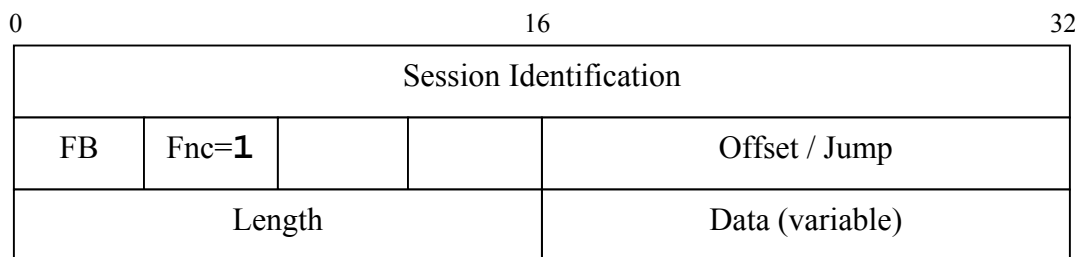 0 16 32
Session Identification
FB Fnc=1 Offset / Jump
Length Data (variable)